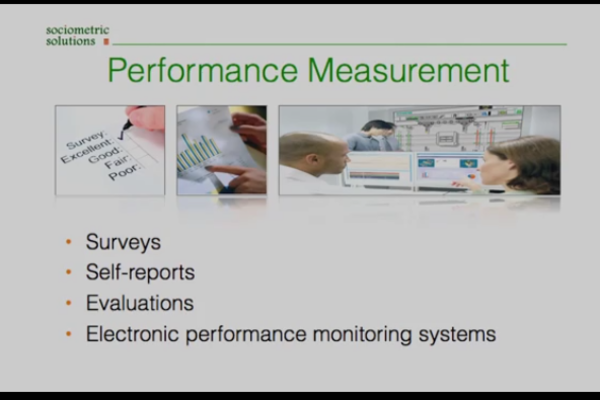 sociometric
solutions
Performance Measurement
Survey:
Excellent:
Good:
Fair:
Poor:
• Surveys
• Self-reports
• Evaluations
• Electronic performance monitoring systems